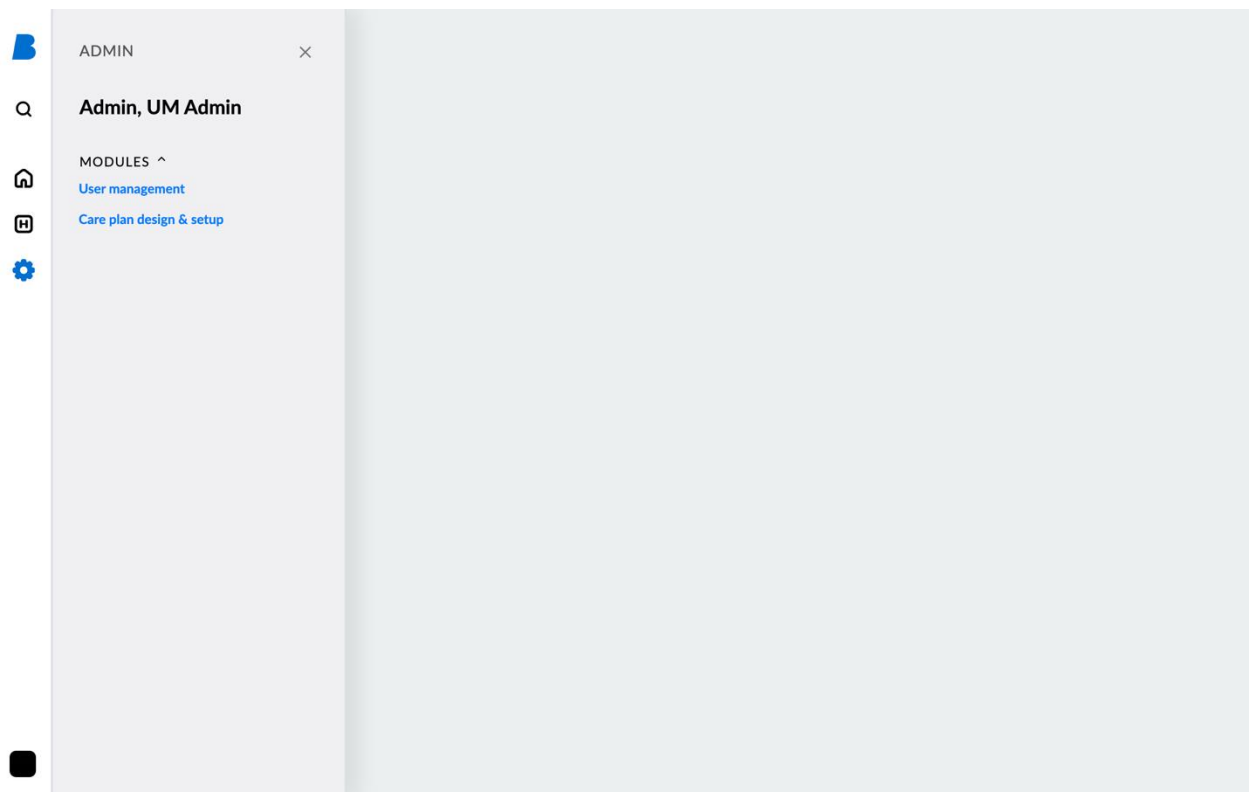 B
ADMIN
Admin, UM Admin
MODULES
User management
H
Care plan design & setup